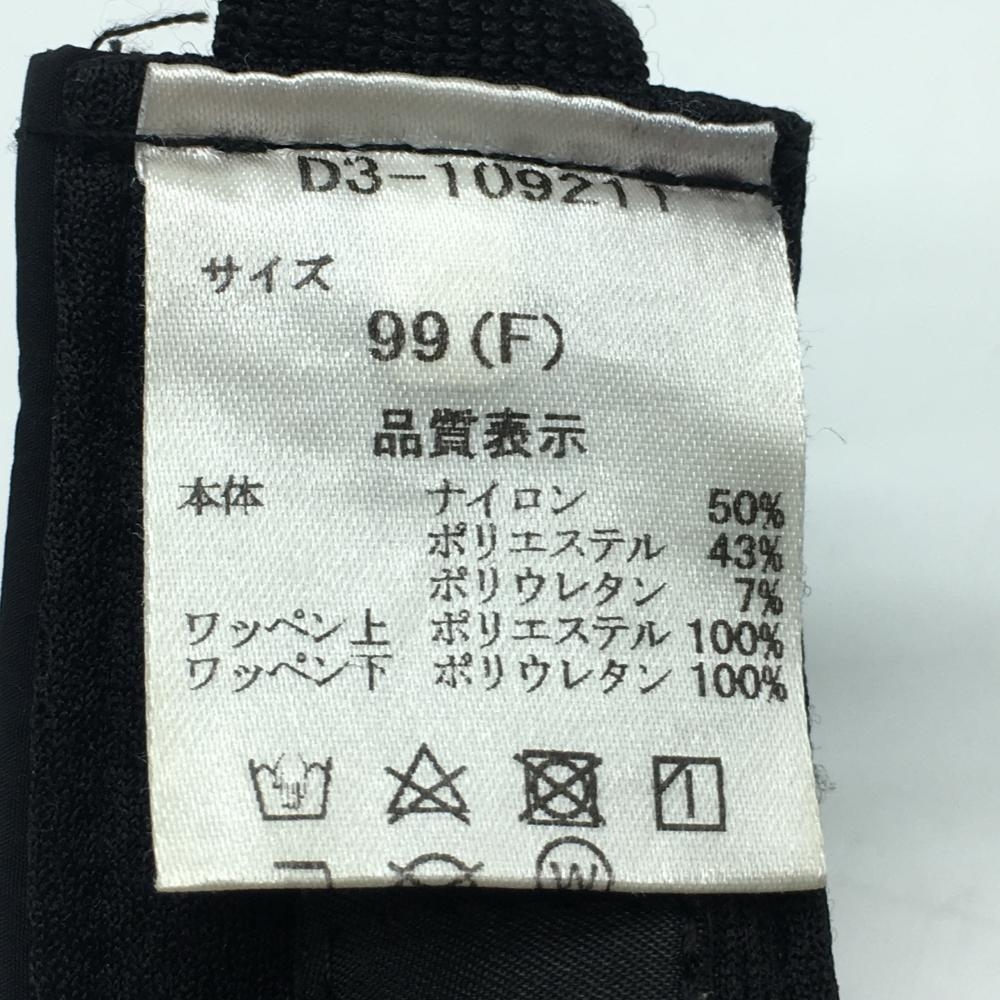 D3-109211
サイズ
99(F)
品質表示
本体 ナイロン 50%
ポリエステル 43%
ポリウレタン 7%
ワッペン上 ポリエステル 100%
ワッペン下 ポリウレタン 100%
W